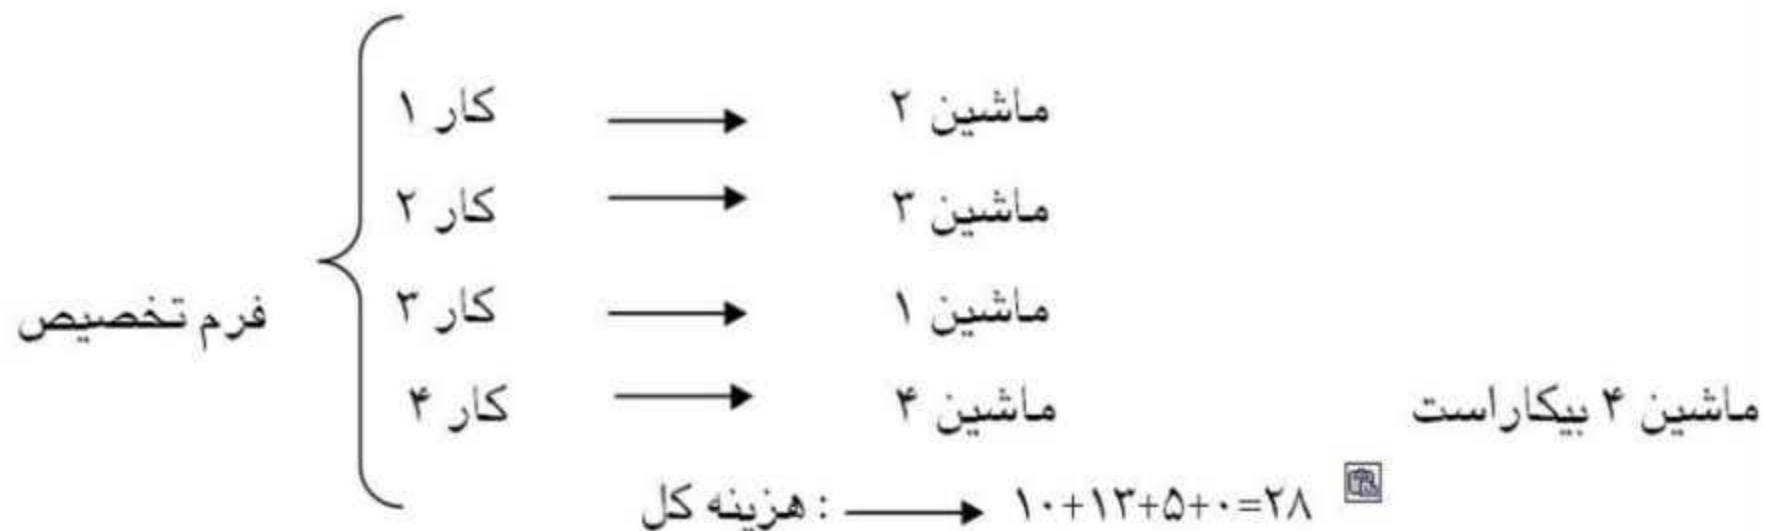 کار ۱ → ماشین ۲
کار ۲ → ماشین ۳
فرم تخصیص
کار ۳ → ماشین ۱
کار ۴ → ماشین ۴ ماشین ۴ بیکاراست
هزینه کل : → ۱۰+۱۳+۵+۰=۲۸